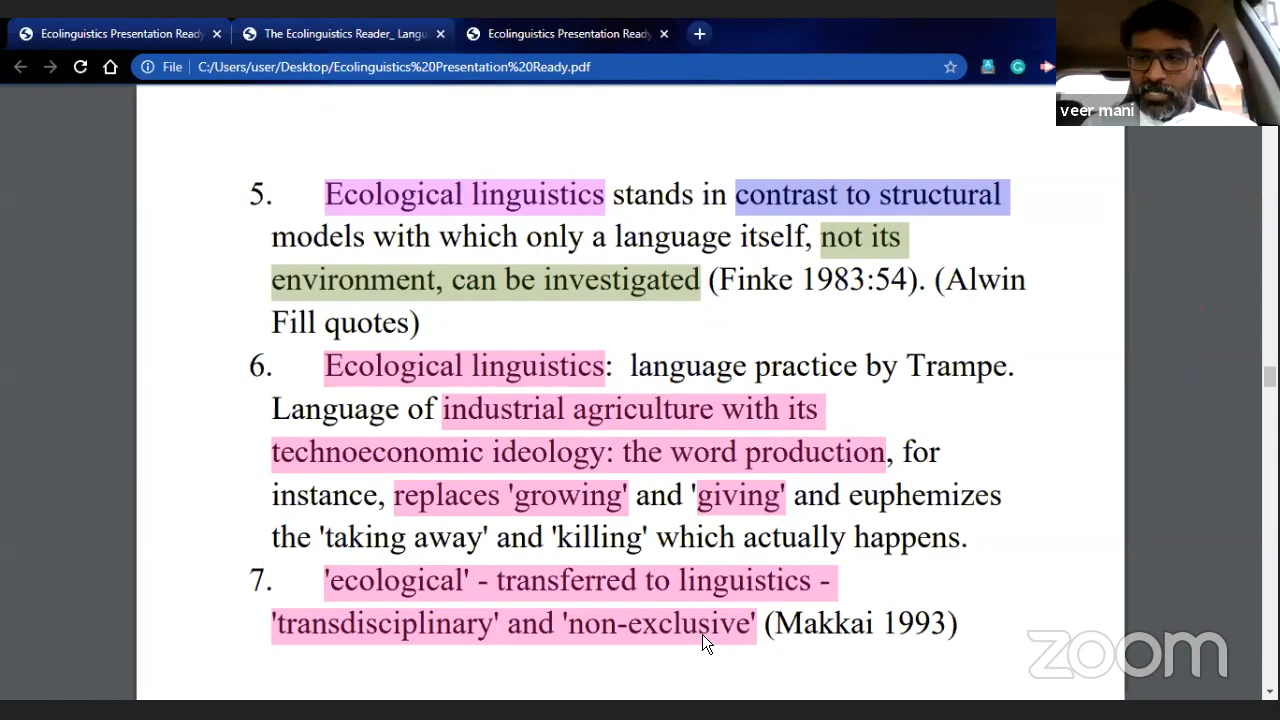 Ecolinguistics Presentation Ready
The Ecolinguistics Reader_ Langu
Ecolinguistics Presentation Ready
File C:/Users/user/Desktop/Ecolinguistics%20Presentation%20Ready.pdf
veer mani
5. Ecological linguistics stands in contrast to structural
models with which only a language itself, not its
environment, can be investigated (Finke 1983:54). (Alwin
Fill quotes)
6. Ecological linguistics: language practice by Trampe.
Language of industrial agriculture with its
technoeconomic ideology: the word production, for
instance, replaces 'growing' and 'giving' and euphemizes
the 'taking away' and 'killing' which actually happens.
7. 'ecological' - transferred to linguistics -
'transdisciplinary' and 'non-exclusive' (Makkai 1993)
zoom